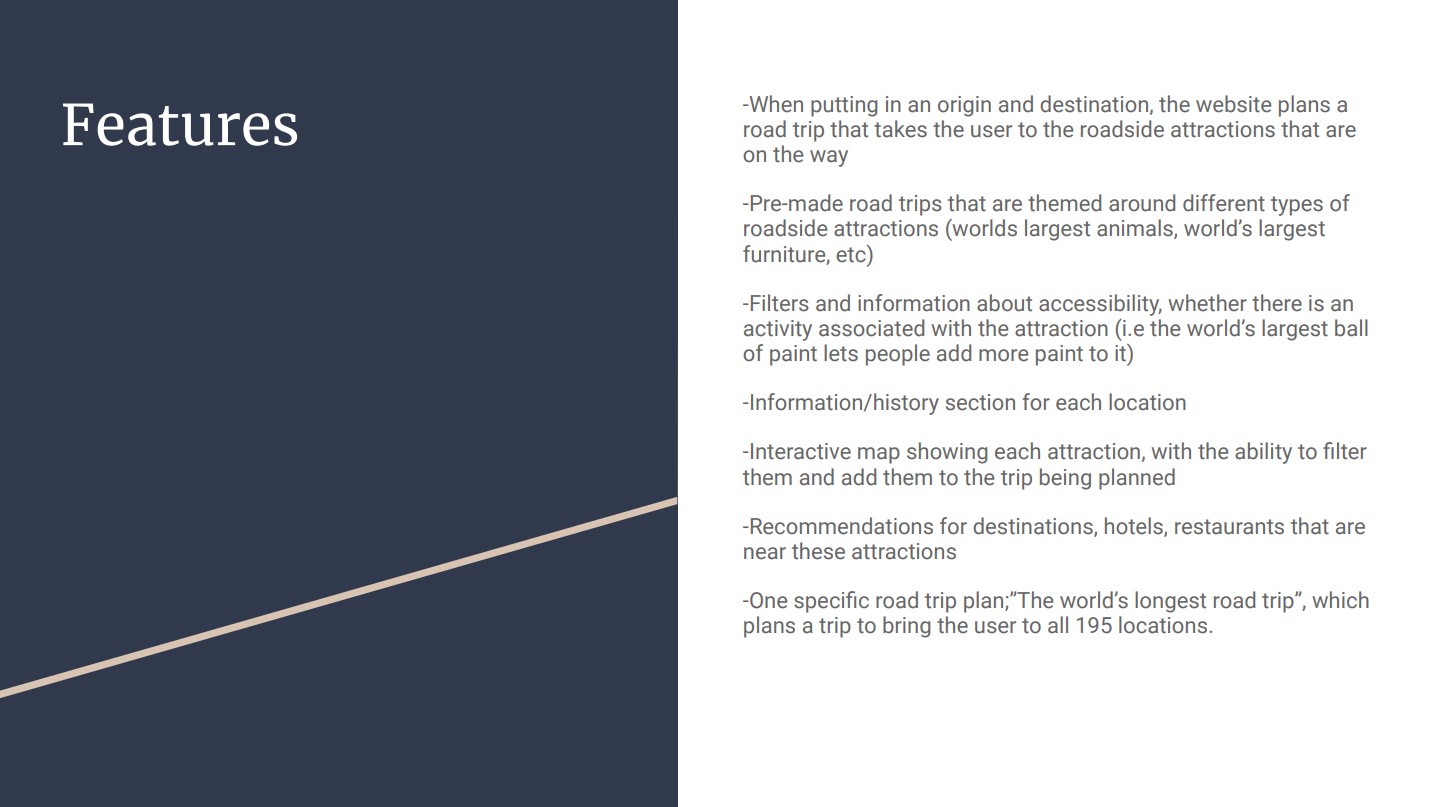 Features
-When putting in an origin and destination, the website plans a
road trip that takes the user to the roadside attractions that are
on the way
-Pre-made road trips that are themed around different types of
roadside attractions (worlds largest animals, world’s largest
furniture, etc)
-Filters and information about accessibility, whether there is an
activity associated with the attraction (i.e the world’s largest ball
of paint lets people add more paint to it)
-Information/history section for each location
-Interactive map showing each attraction, with the ability to filter
them and add them to the trip being planned
-Recommendations for destinations, hotels, restaurants that are
near these attractions
-One specific road trip plan;”The world’s longest road trip”, which
plans a trip to bring the user to all 195 locations.